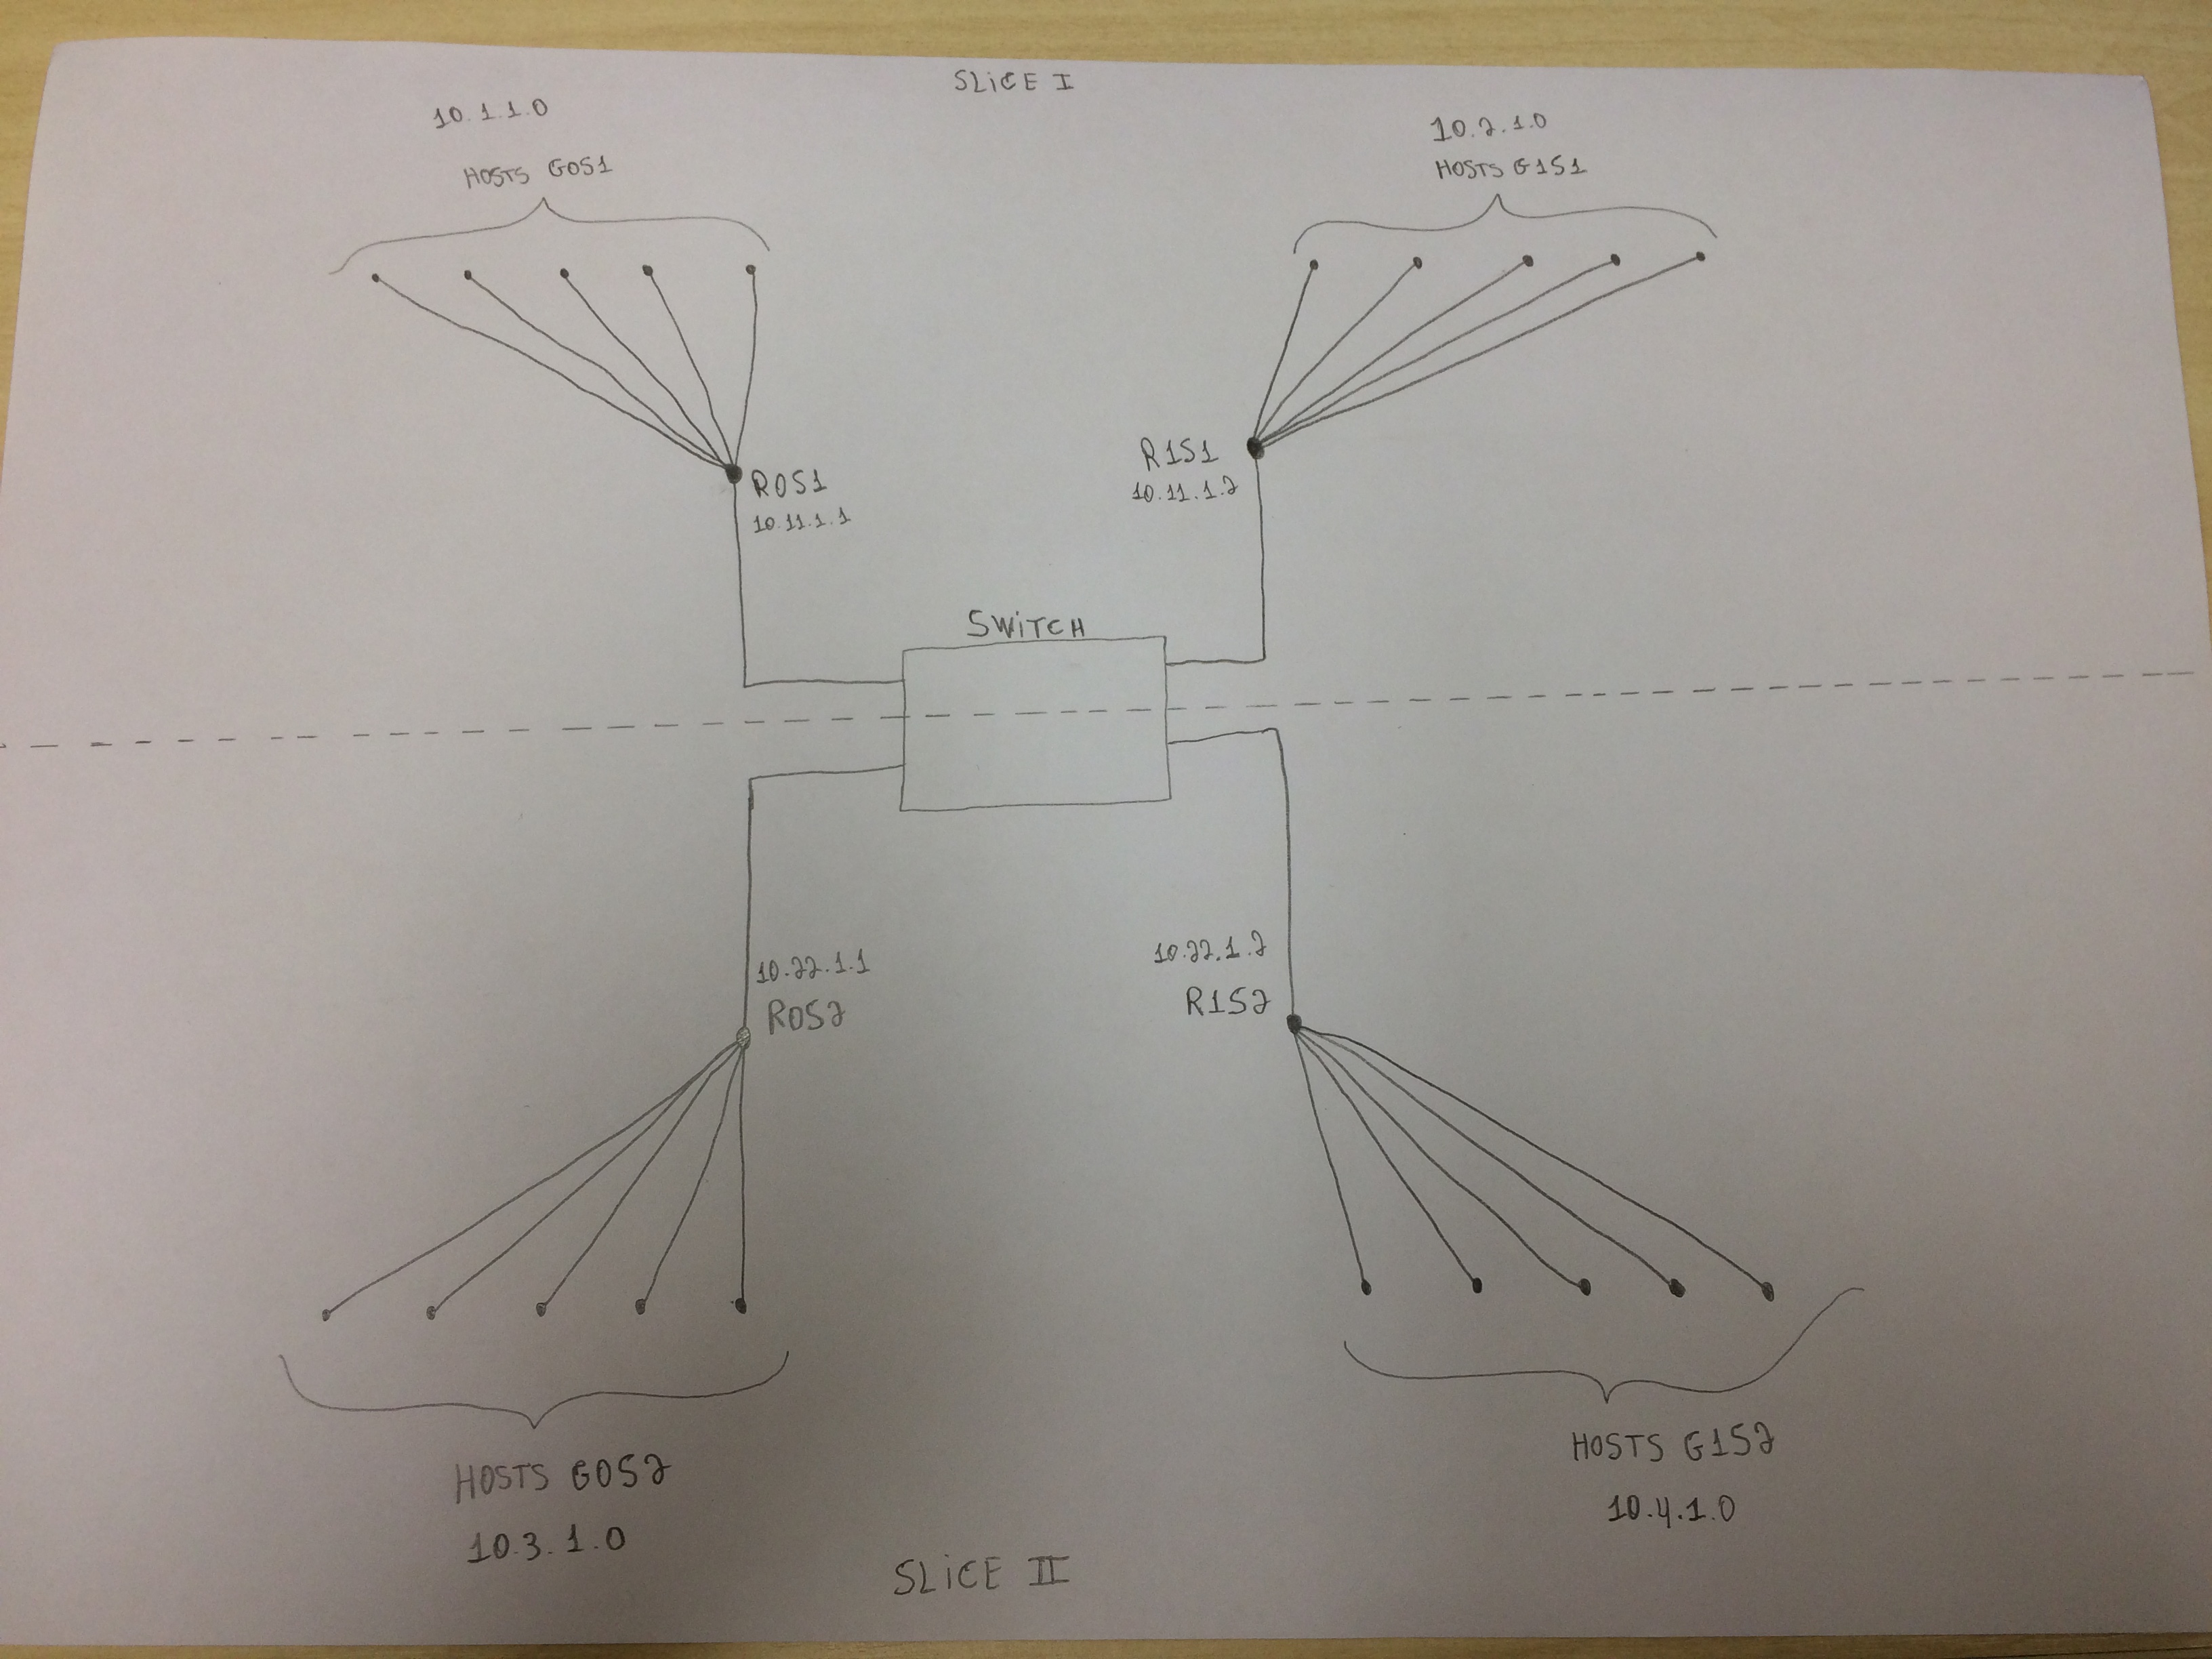 SLiCE I
10.1.1.0
HOSTS G0S1
10.2.1.0
HOSTS G1S1
R0S1
10.11.1.1
R1S1
10.11.1.2
SWiTCH
10.22.1.1
R0S2
10.22.1.2
R1S2
HOSTS G0S2
10.3.1.0
HOSTS G1S2
10.4.1.0
SLiCE II